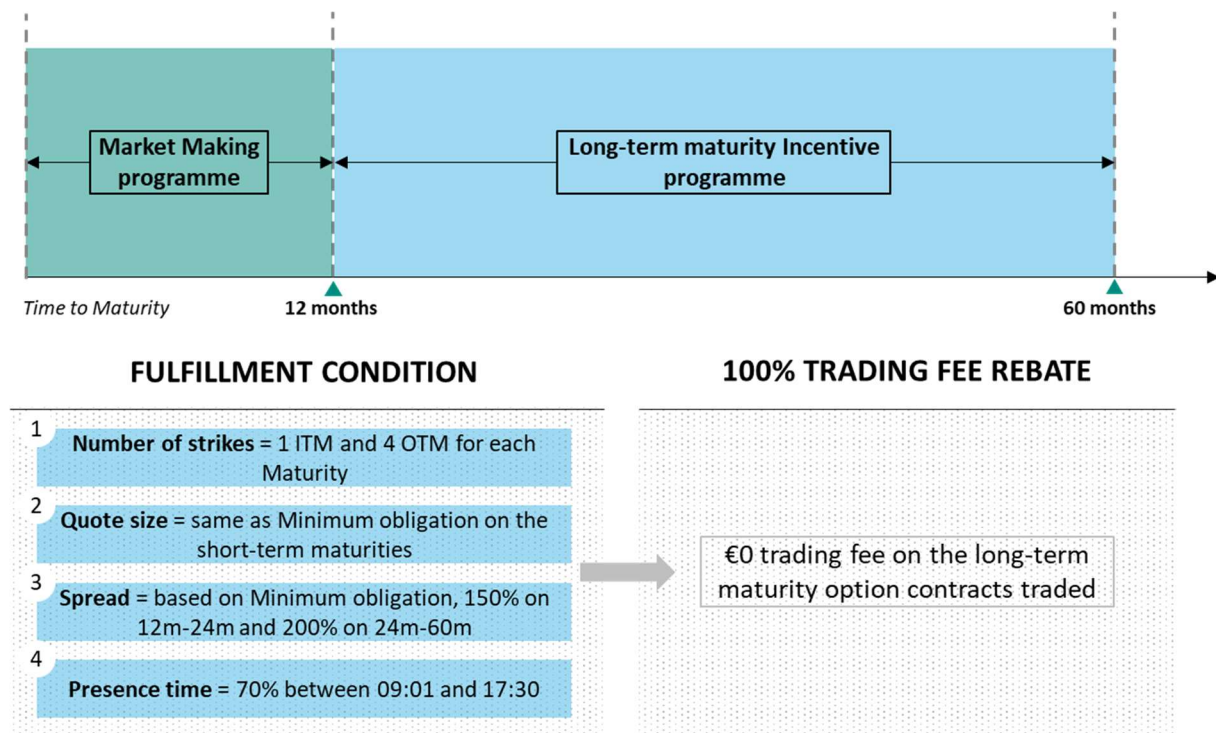 Market Making
programme
Long-term maturity Incentive
programme
Time to Maturity
12 months
60 months
FULFILLMENT CONDITION
1
Number of strikes = 1 ITM and 4 OTM for each
Maturity
2
Quote size = same as Minimum obligation on the
short-term maturities
3
Spread = based on Minimum obligation, 150% on
12m-24m and 200% on 24m-60m
4
Presence time = 70% between 09:01 and 17:30
100% TRADING FEE REBATE
€0 trading fee on the long-term
maturity option contracts traded